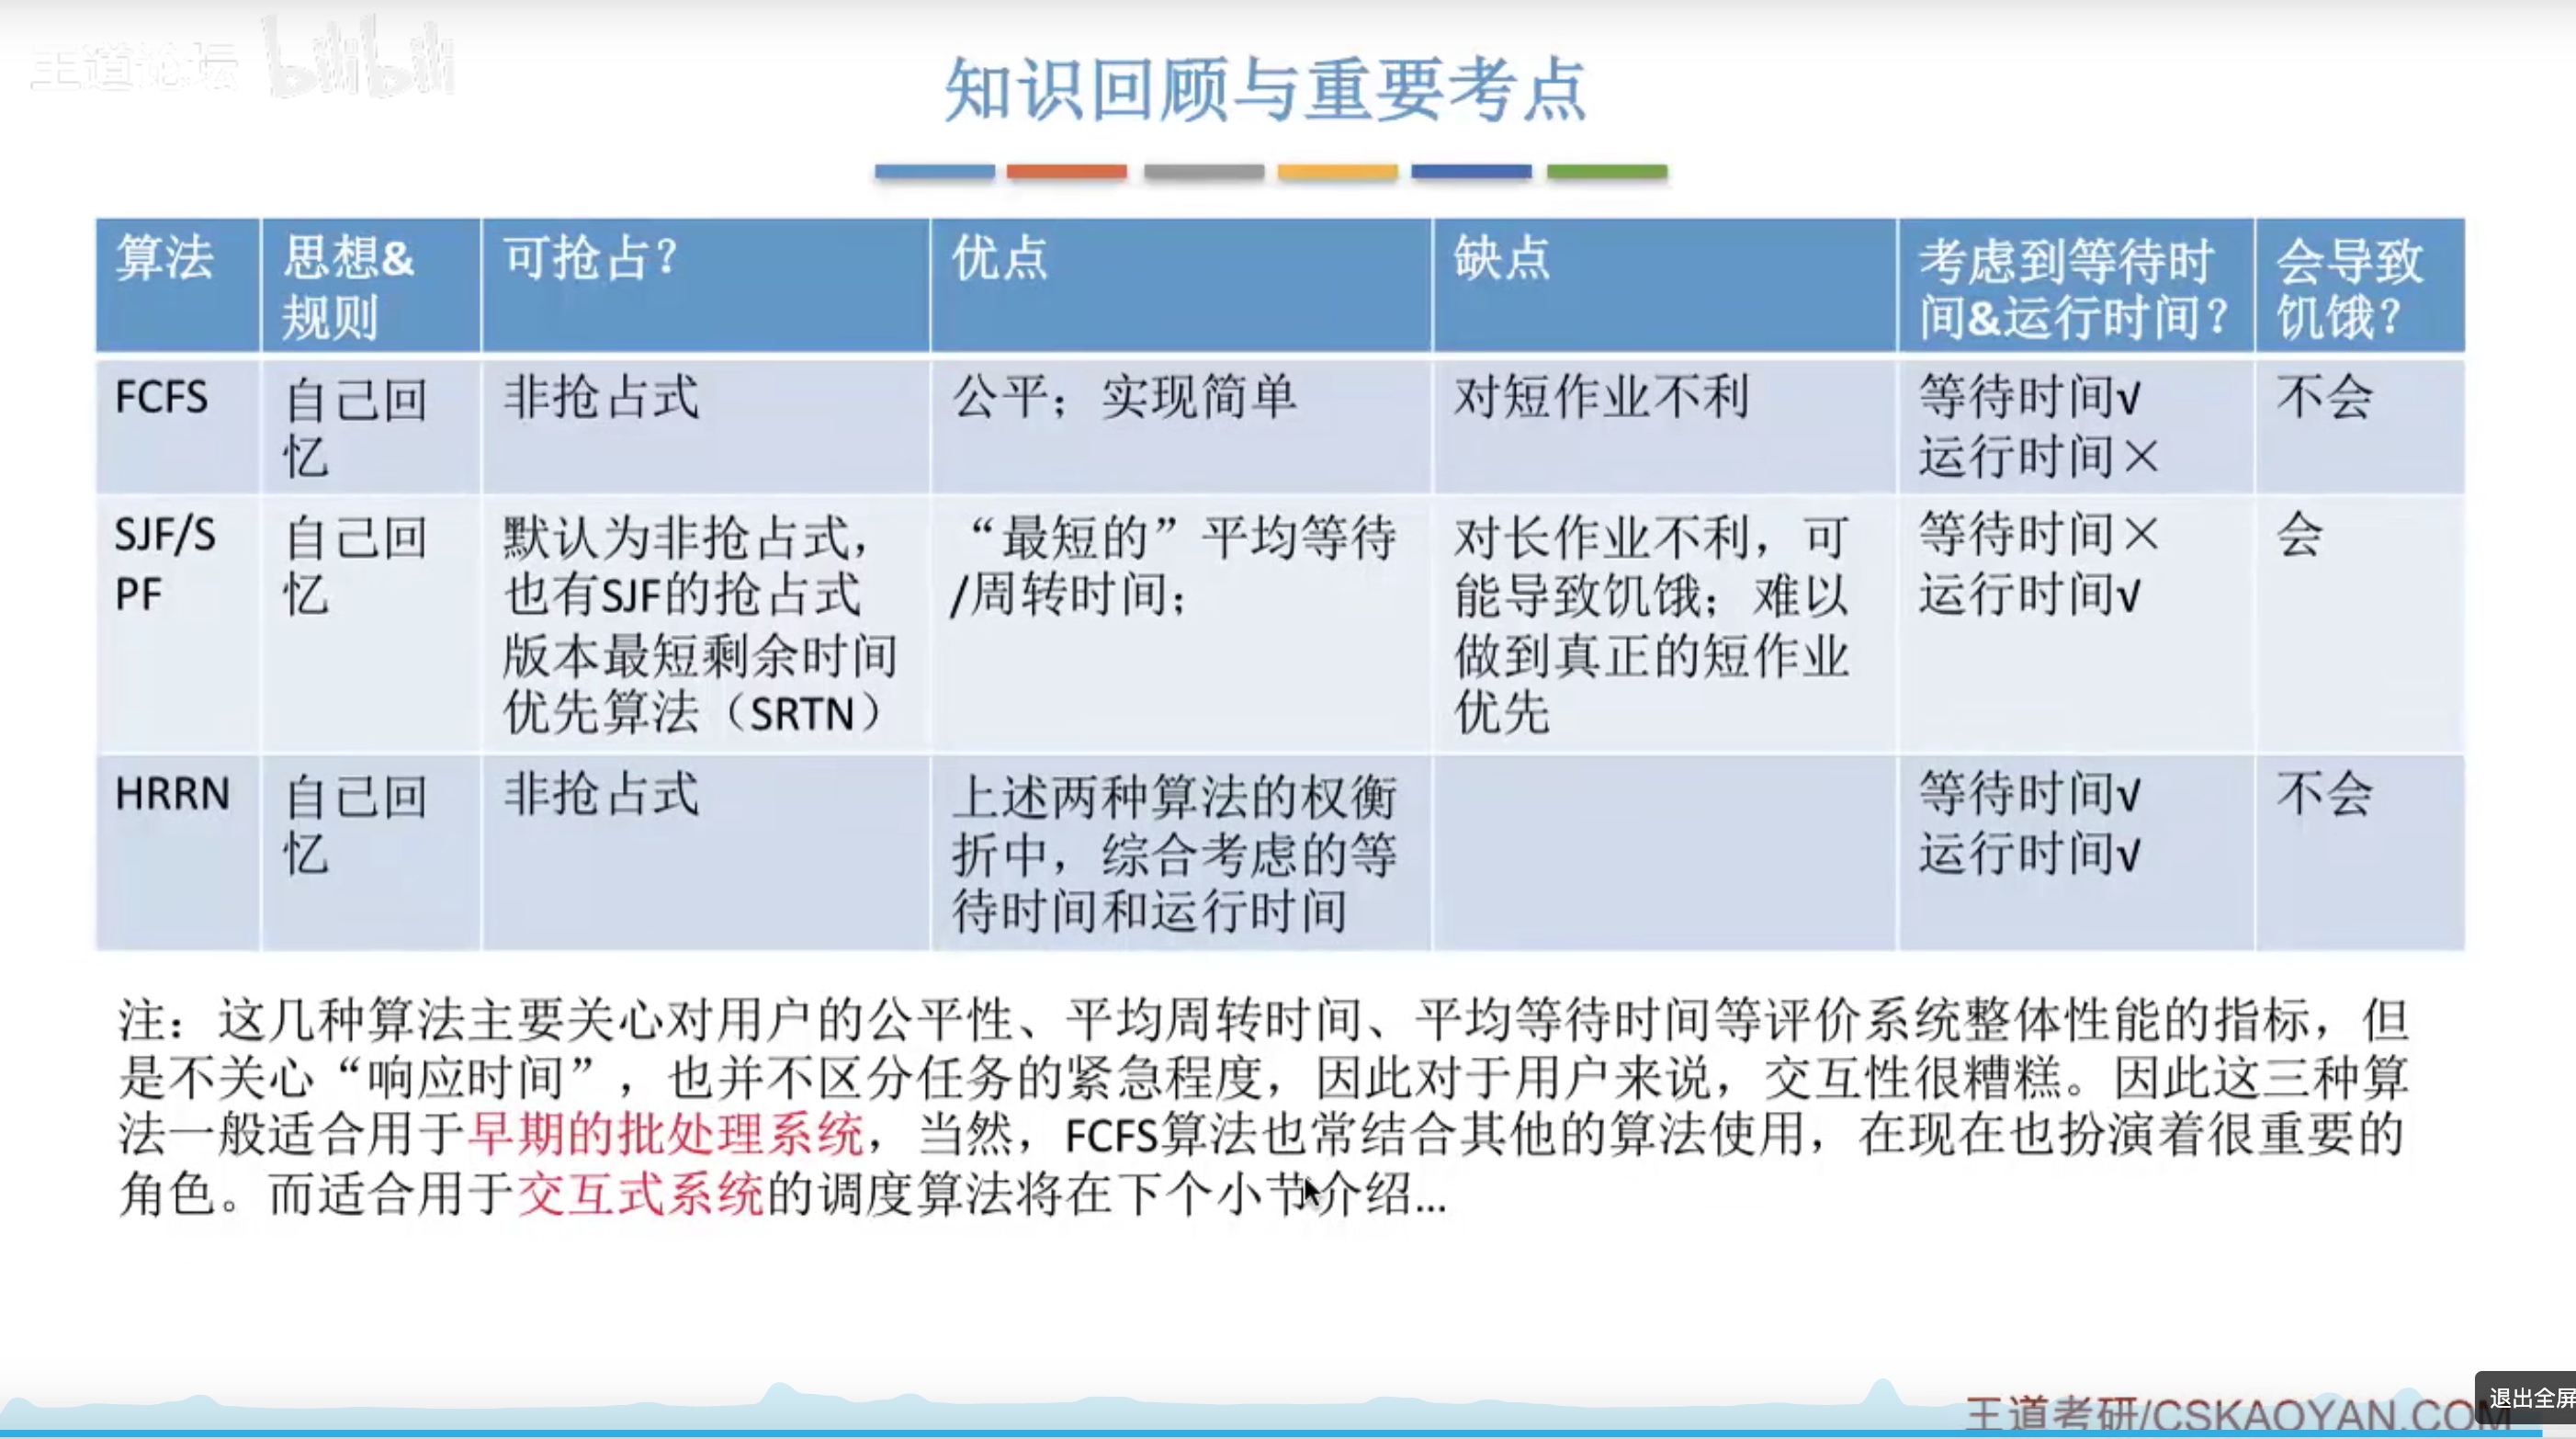 王道论坛 bilibili
知识回顾与重要考点
算法
思想&
规则
可抢占？
优点
缺点
考虑到等待时
间&运行时间？
会导致
饥饿？
FCFS
自己回
忆
非抢占式
公平；实现简单
对短作业不利
等待时间√
运行时间×
不会
SJF/S
PF
自己回
忆
默认为非抢占式，
也有SJF的抢占式
版本最短剩余时间
优先算法（SRTN）
“最短的”平均等待
/周转时间；
对长作业不利，可
能导致饥饿；难以
做到真正的短作业
优先
等待时间×
运行时间√
会
HRRN
自己回
忆
非抢占式
上述两种算法的权衡
折中，综合考虑的等
待时间和运行时间
等待时间√
运行时间√
不会
注：这几种算法主要关心对用户的公平性、平均周转时间、平均等待时间等评价系统整体性能的指标，但
是不关心“响应时间”，也并不区分任务的紧急程度，因此对于用户来说，交互性很糟糕。因此这三种算
法一般适合用于早期的批处理系统，当然，FCFS算法也常结合其他的算法使用，在现在也扮演着很重要的
角色。而适合用于交互式系统的调度算法将在下个小节介绍...
退出全屏
王道考研/CSKAOYAN.COM